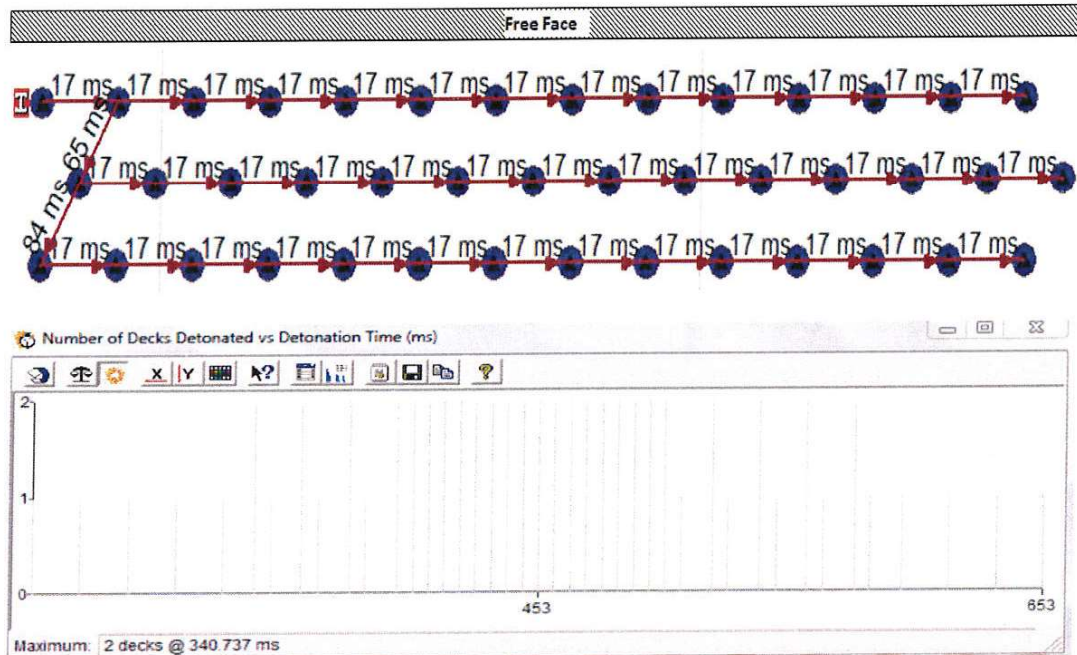 Free Face
17 ms 17 ms 17 ms 17 ms 17 ms 17 ms 17 ms 17 ms 17 ms 17 ms 17 ms 17 ms 17 ms
65 ms
17 ms 17 ms 17 ms 17 ms 17 ms 17 ms 17 ms 17 ms 17 ms 17 ms 17 ms 17 ms 17 ms
84 ms
17 ms 17 ms 17 ms 17 ms 17 ms 17 ms 17 ms 17 ms 17 ms 17 ms 17 ms 17 ms 17 ms
Number of Decks Detonated vs Detonation Time (ms)
X Y ? ?
2
1
0
453 653
Maximum: 2 decks @ 340.737 ms